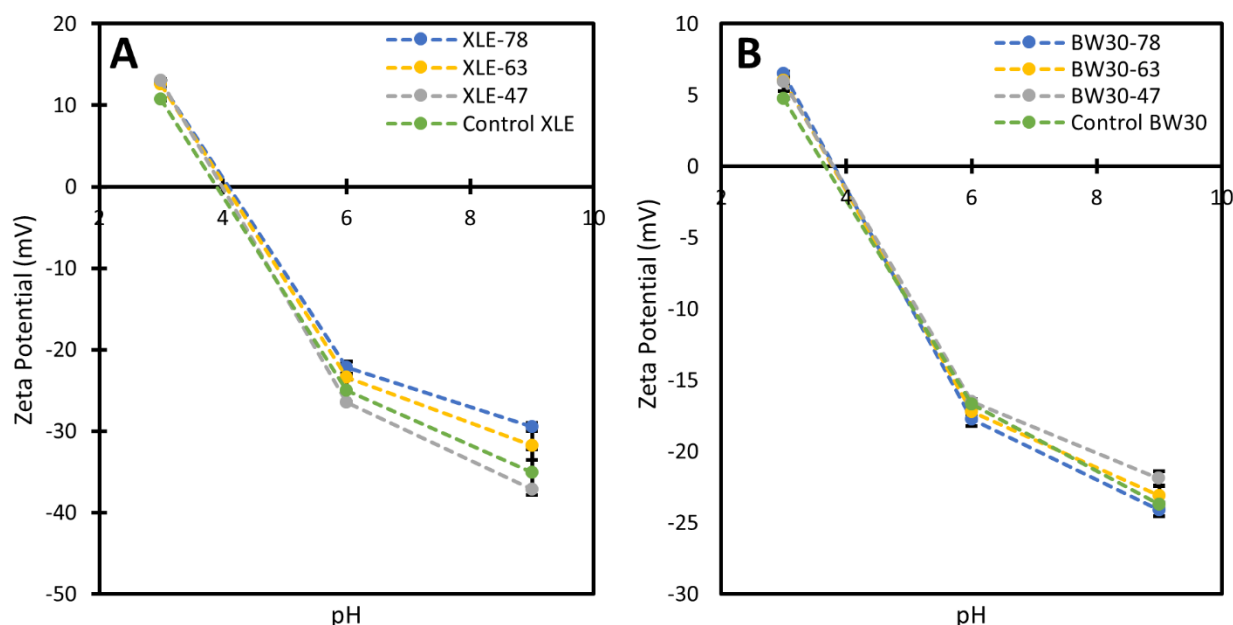 A
XLE-78
XLE-63
XLE-47
Control XLE
20
10
0
-10
-20
-30
-40
-50
2
4
6
8
10
Zeta Potential (mV)
pH
B
BW30-78
BW30-63
BW30-47
Control BW30
10
5
0
-5
-10
-15
-20
-25
-30
2
4
6
8
10
Zeta Potential (mV)
pH